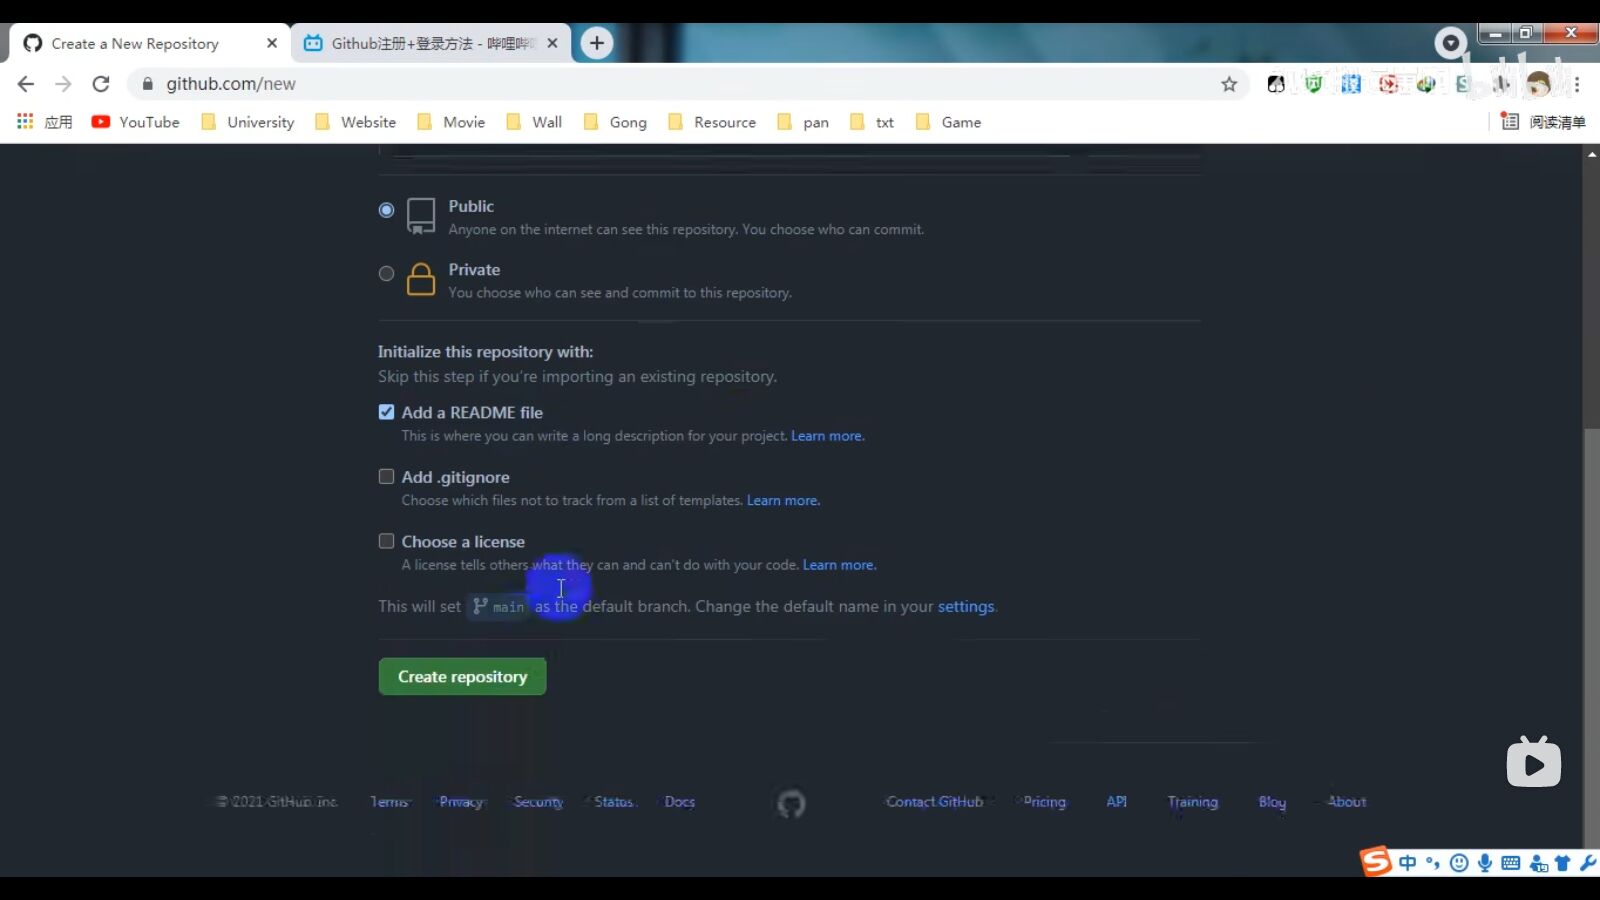 Create a New Repository
Github注册+登录方法 - 哔哩哔
github.com/new
应用
YouTube
University
Website
Movie
Wall
Gong
Resource
pan
txt
Game
阅读清单
Public
Anyone on the internet can see this repository. You choose who can commit.
Private
You choose who can see and commit to this repository.
Initialize this repository with:
Skip this step if you're importing an existing repository.
Add a README file
This is where you can write a long description for your project. Learn more.
Add .gitignore
Choose which files not to track from a list of templates. Learn more.
Choose a license
A license tells others what they can and can't do with your code. Learn more.
This will set main as the default branch. Change the default name in your settings.
Create repository
© 2021 GitHub, Inc.
Terms
Privacy
Security
Status
Docs
Contact GitHub
Pricing
API
Training
Blog
About
中